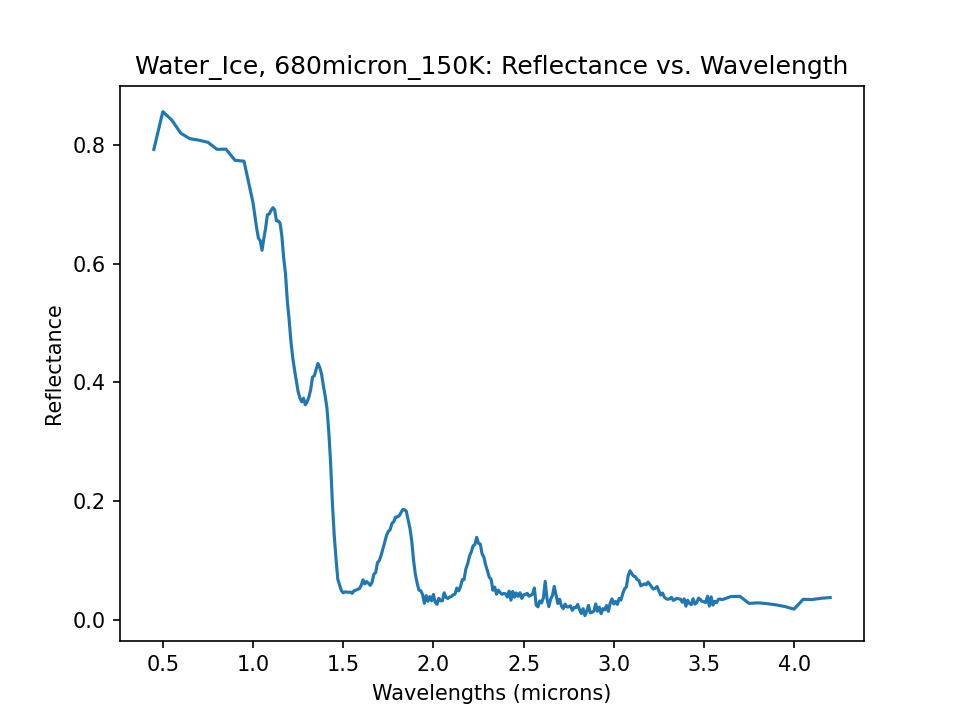 Water_Ice, 680micron_150K: Reflectance vs. Wavelength
Reflectance
0.8
0.6
0.4
0.2
0.0
0.5 1.0 1.5 2.0 2.5 3.0 3.5 4.0
Wavelengths (microns)